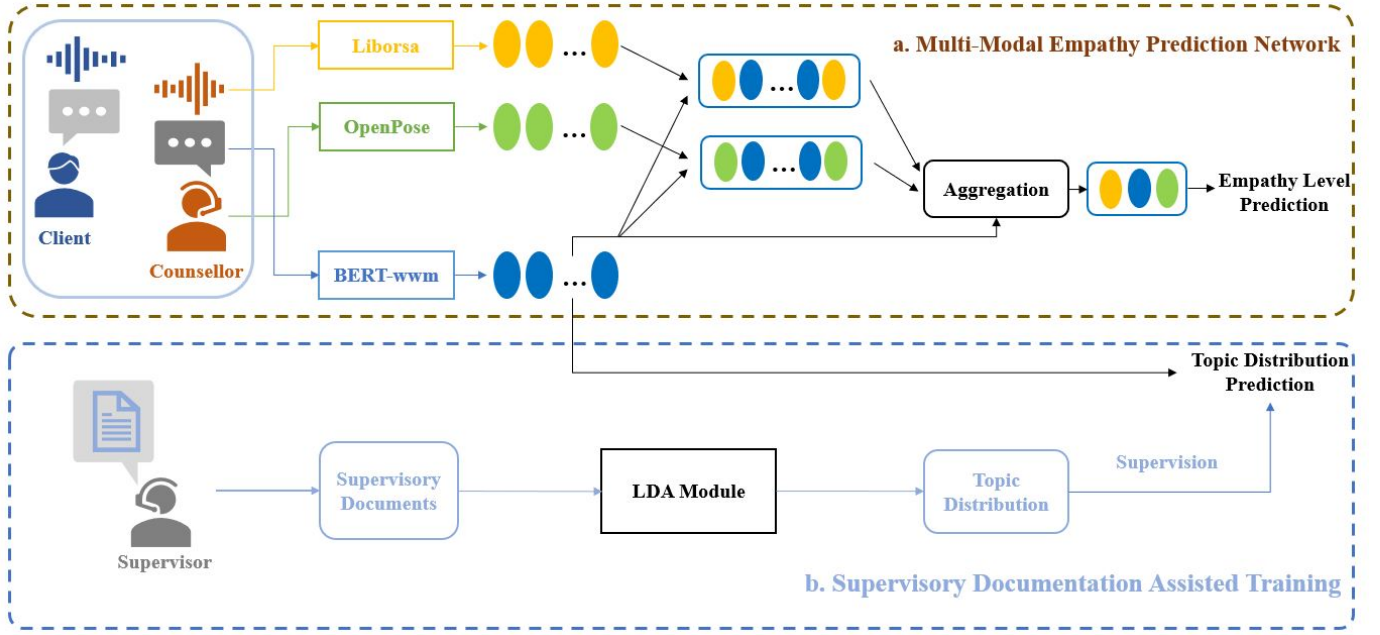 a. Multi-Modal Empathy Prediction Network
Liborsa
OpenPose
BERT-wwm
Client
Counsellor
...
...
...
...
...
Aggregation
Empathy Level
Prediction
Topic Distribution
Prediction
Supervisor
Supervisory
Documents
LDA Module
Topic
Distribution
Supervision
b. Supervisory Documentation Assisted Training